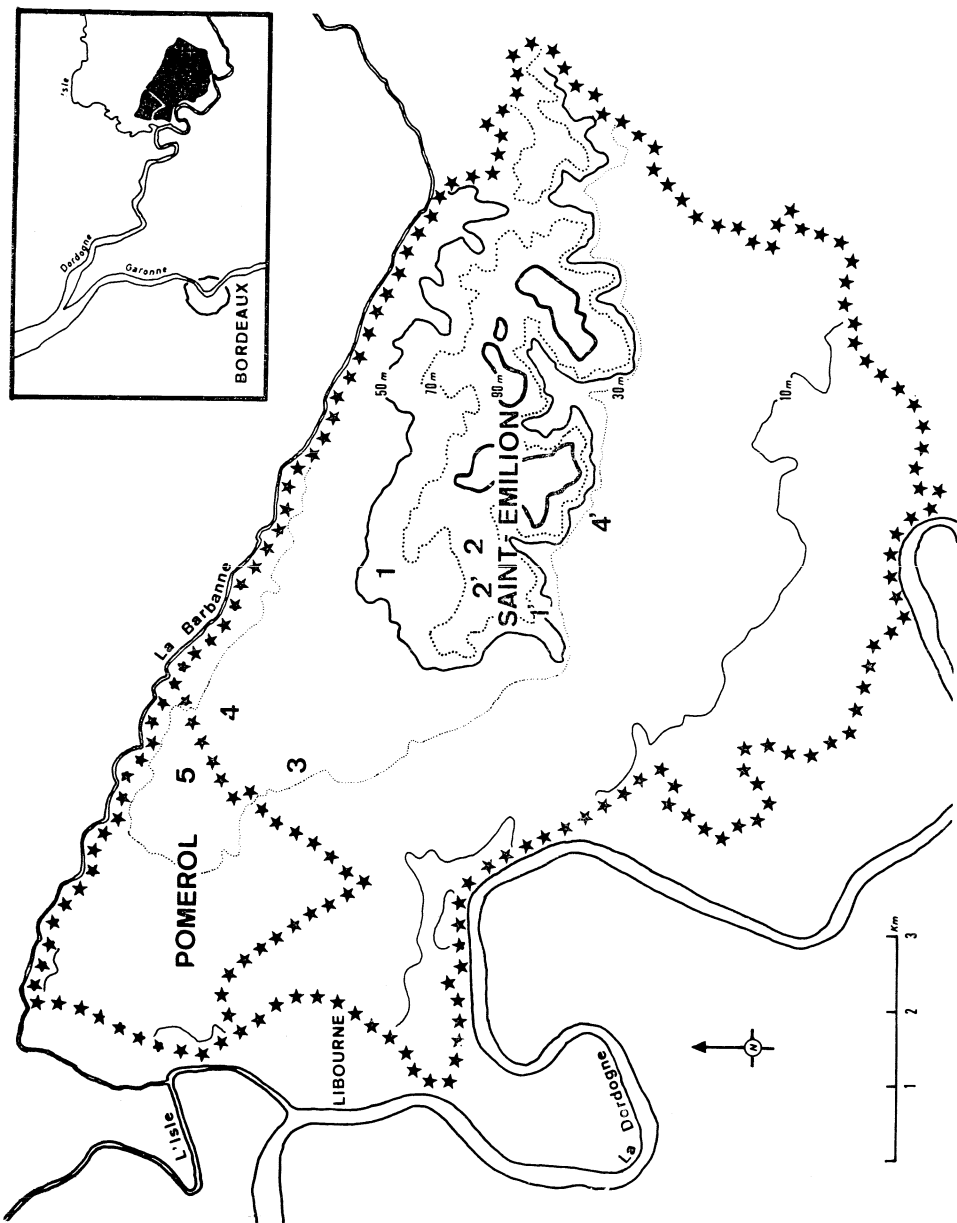 Isle
Dordogne
Garonne
BORDEAUX
La Barbanne
50 m
70 m
90 m
30 m
10 m
1
2
2'
SAINT-EMILION
1'
4'
4
3
5
POMEROL
LIBOURNE
L'Isle
La Dordogne
N
1
2
3
Km